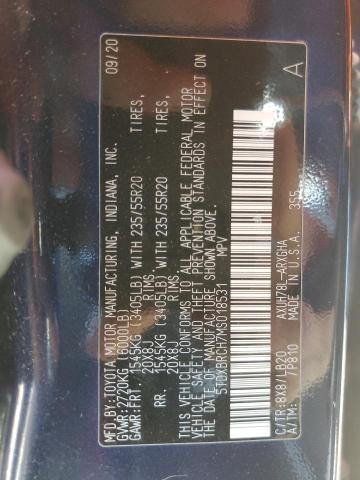 MFD.BY:TOYOTA MOTOR MANUFACTURING, INDIANA, INC. 09/20
GVWR:2720KG (6000LB)
GAWR:FRT. 1545KG (3405LB) WITH 235/55R20 TIRES,
20X8J RIMS,
RR. 1545KG (3405LB) WITH 235/55R20 TIRES,
20X8J RIMS.
THIS VEHICLE CONFORMS TO ALL APPLICABLE FEDERAL MOTOR
VEHICLE SAFETY AND THEFT PREVENTION STANDARDS IN EFFECT ON
THE DATE OF MANUFACTURE SHOWN ABOVE.
MPV
C/TR:8X8/LB20 AXUH78L-ARXGHA
A/TM: /P810 MADE IN U.S.A. 355 A